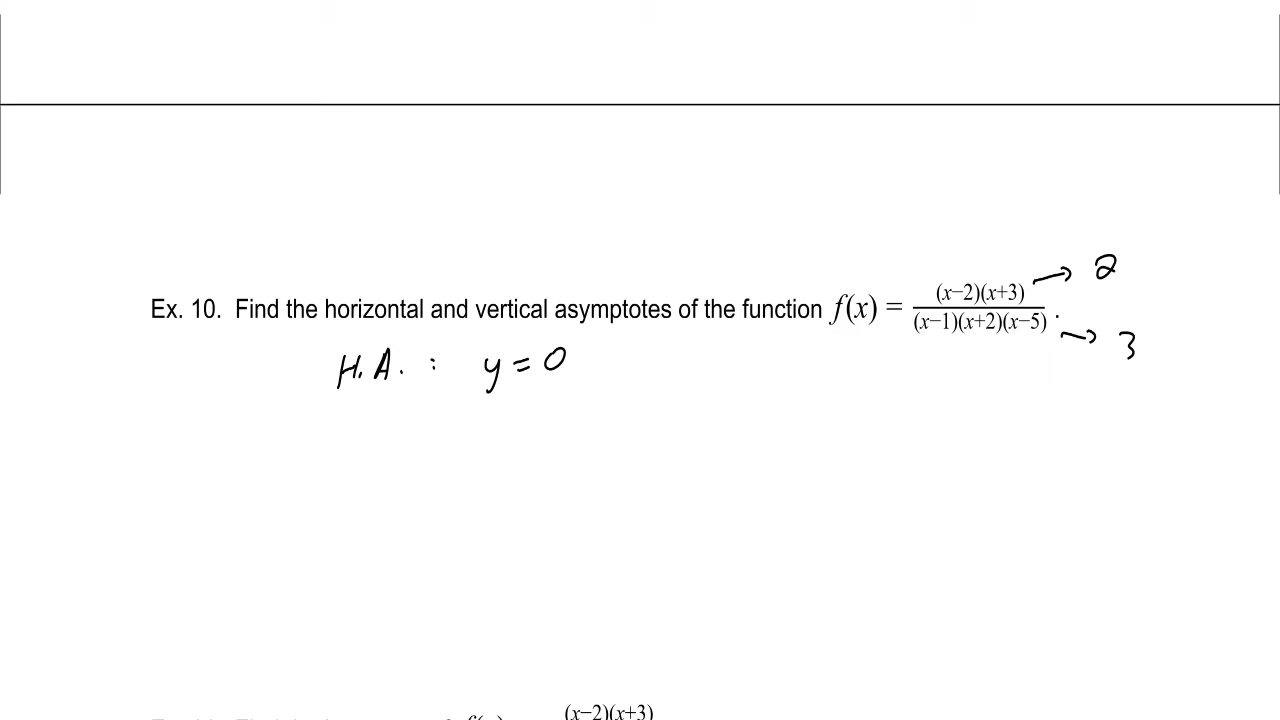 Ex. 10. Find the horizontal and vertical asymptotes of the function f(x) = (x−2)(x+3)/(x−1)(x+2)(x−5) .
→ 2
→ 3
H.A. : y = 0
(x−2)(x+3)